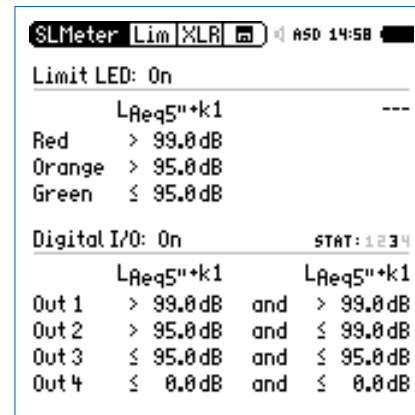 SLMeter Lim XLR ASD 14:58
Limit LED: On
LAeq5"+k1 ---
Red > 99.0dB
Orange > 95.0dB
Green ≤ 95.0dB
Digital I/O: On STAT: 1234
LAeq5"+k1 LAeq5"+k1
Out 1 > 99.0dB and > 99.0dB
Out 2 > 95.0dB and ≤ 99.0dB
Out 3 ≤ 95.0dB and ≤ 95.0dB
Out 4 ≤ 0.0dB and ≤ 0.0dB